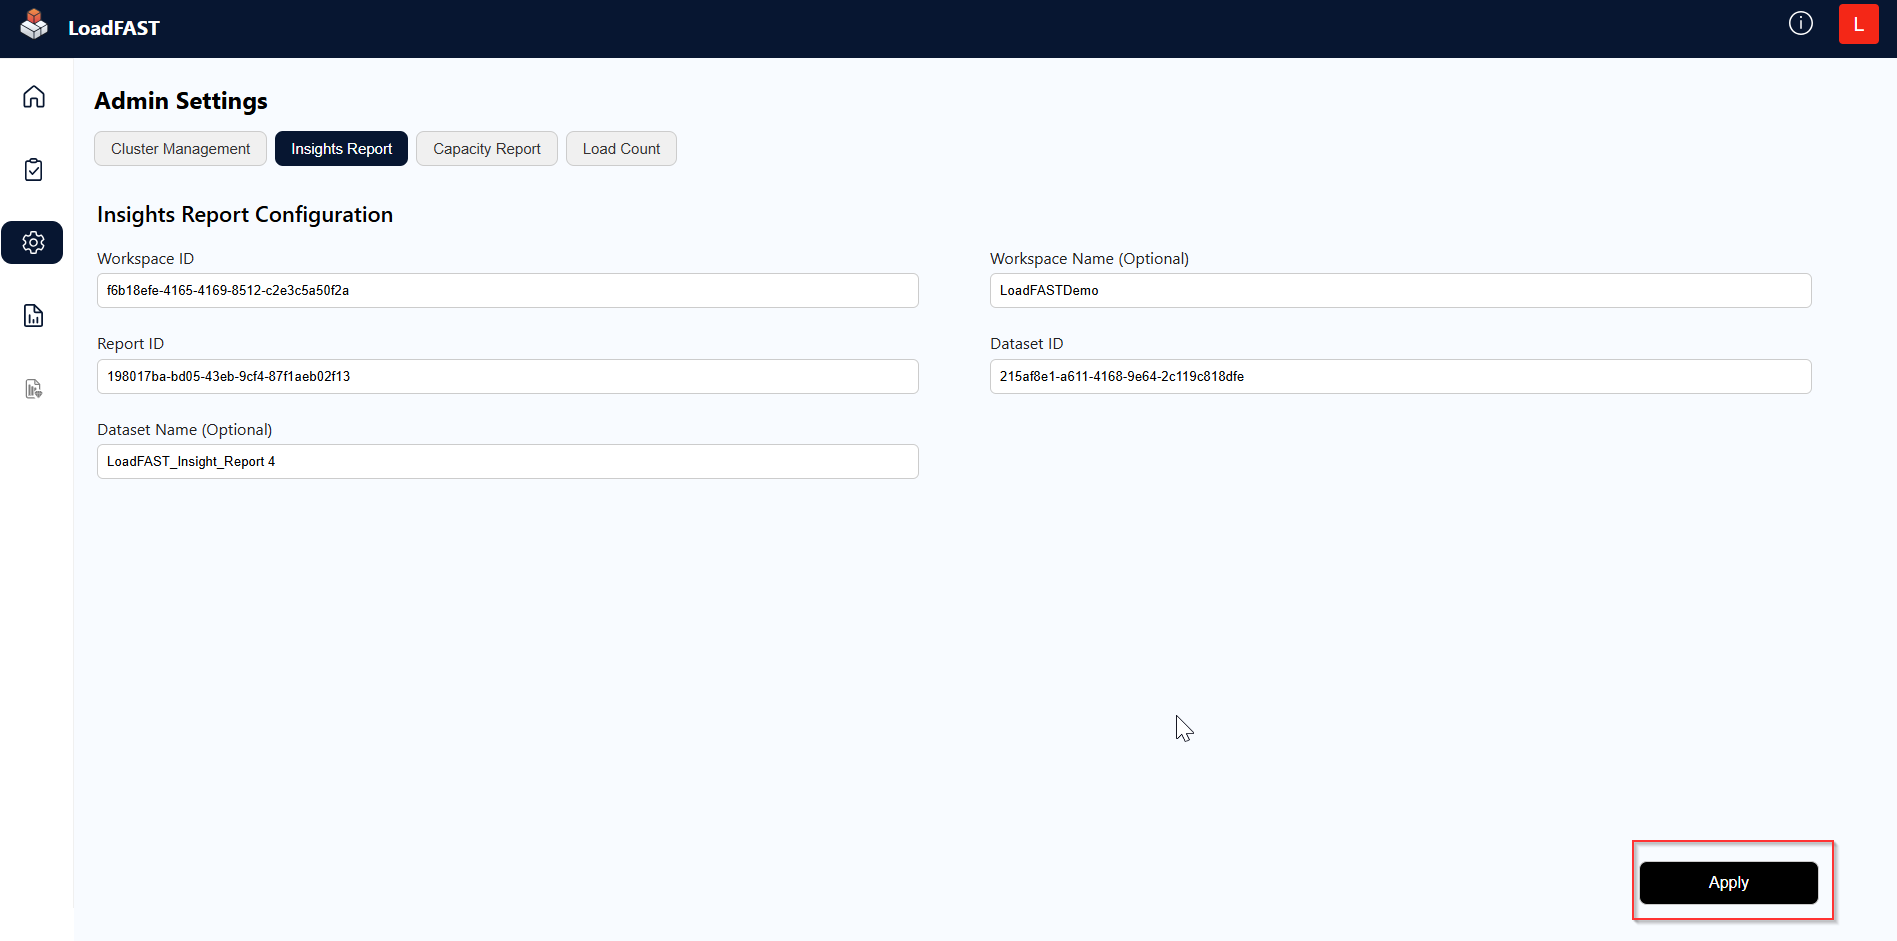 LoadFAST
L
Admin Settings
Cluster Management
Insights Report
Capacity Report
Load Count
Insights Report Configuration
Workspace ID
Workspace Name (Optional)
f6b18efe-4165-4169-8512-c2e3c5a50f2a
LoadFASTDemo
Report ID
Dataset ID
198017ba-bd05-43eb-9cf4-87f1aeb02f13
215af8e1-a611-4168-9e64-2c119c818dfe
Dataset Name (Optional)
LoadFAST_Insight_Report 4
Apply